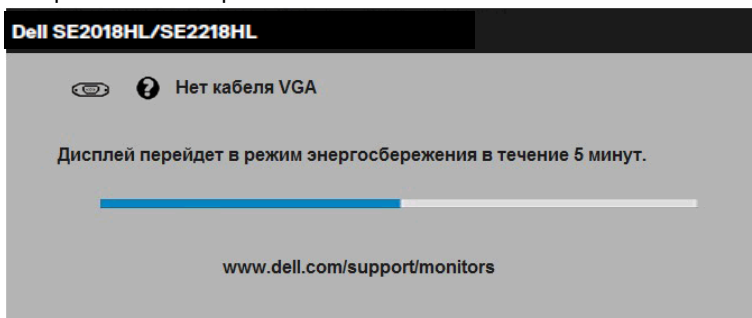 Dell SE2018HL/SE2218HL
Нет кабеля VGA
Дисплей перейдет в режим энергосбережения в течение 5 минут.
www.dell.com/support/monitors